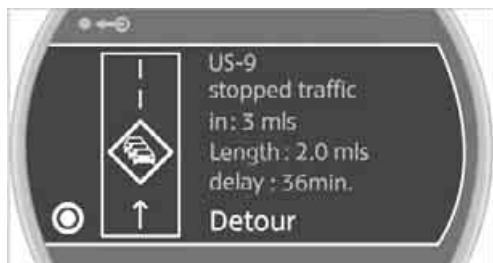 US-9
stopped traffic
in: 3 mls
Length: 2.0 mls
delay : 36min.
Detour